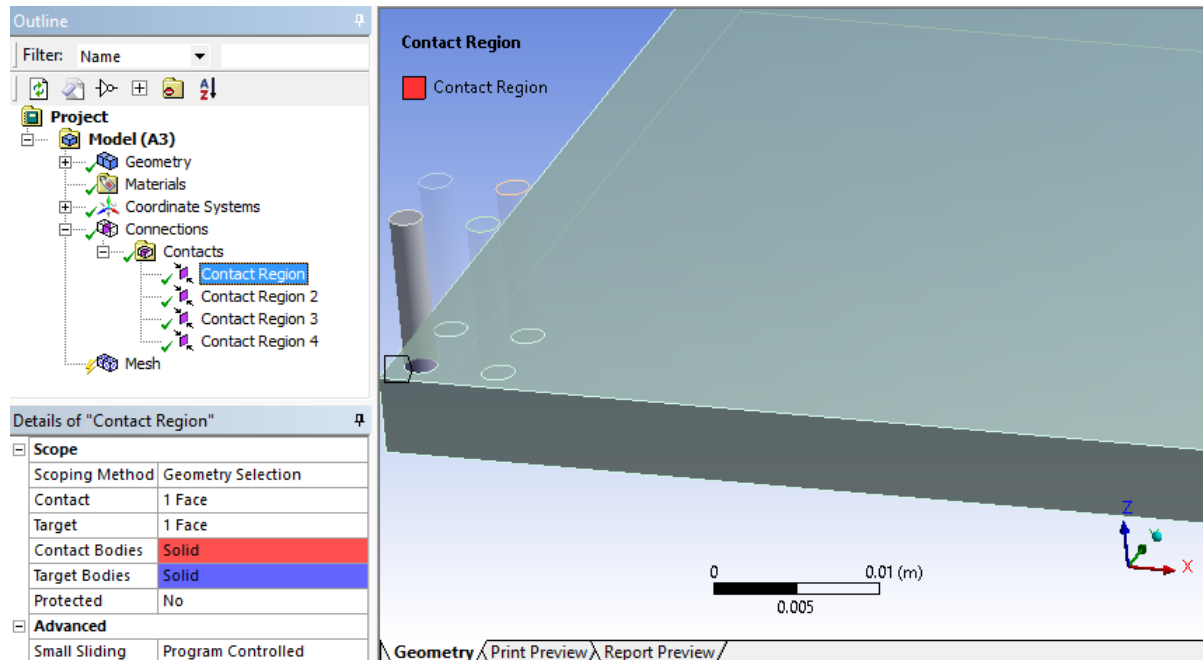 Outline
Filter: Name
Project
Model (A3)
Geometry
Materials
Coordinate Systems
Connections
Contacts
Contact Region
Contact Region 2
Contact Region 3
Contact Region 4
Mesh
Details of "Contact Region"
Scope
Scoping Method Geometry Selection
Contact 1 Face
Target 1 Face
Contact Bodies Solid
Target Bodies Solid
Protected No
Advanced
Small Sliding Program Controlled
Contact Region
Contact Region
0 0.01 (m)
0.005
Z
Y
X
Geometry Print Preview Report Preview